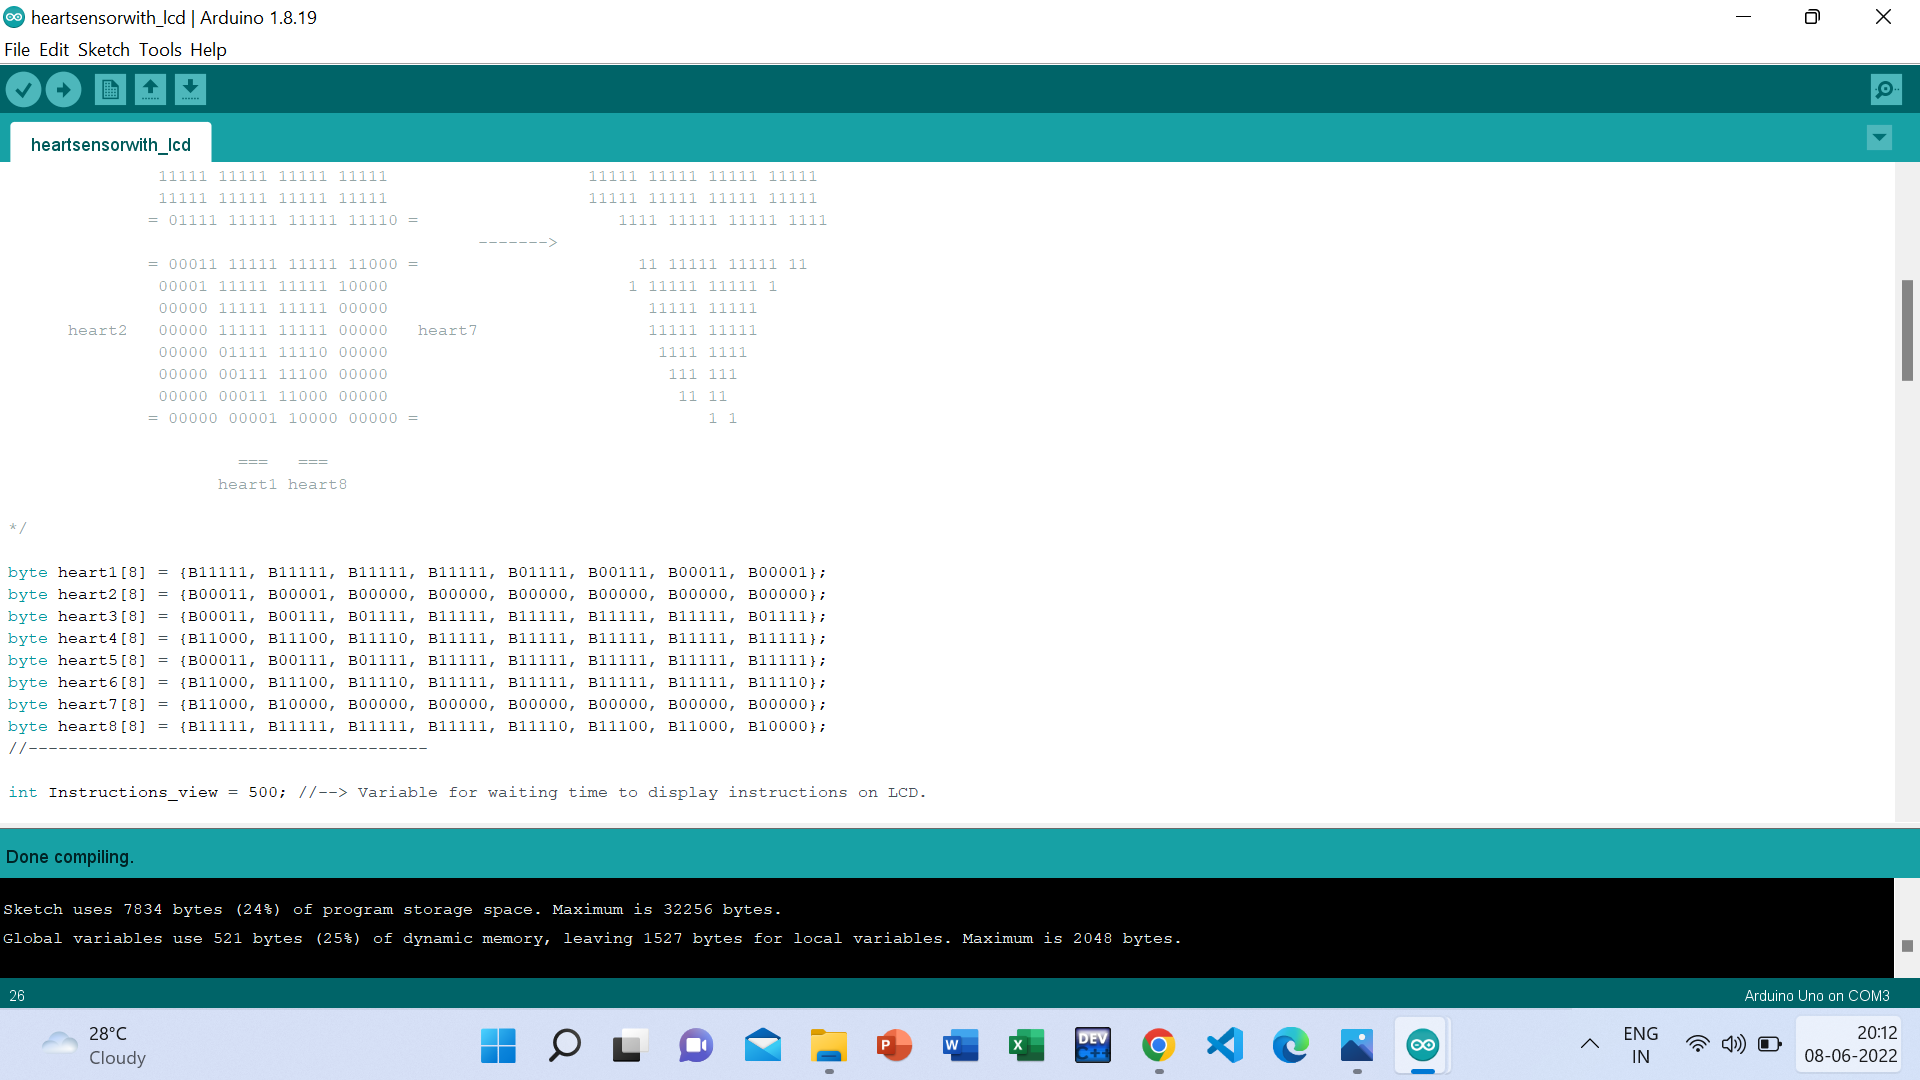 heartsensorwith_lcd | Arduino 1.8.19
File Edit Sketch Tools Help
heartsensorwith_lcd
11111 11111 11111 11111 11111 11111 11111 11111
11111 11111 11111 11111 11111 11111 11111 11111
= 01111 11111 11111 11110 = 1111 11111 11111 1111
------->
= 00011 11111 11111 11000 = 11 11111 11111 11
00001 11111 11111 10000 1 11111 11111 1
00000 11111 11111 00000 11111 11111
heart2 00000 11111 11111 00000 heart7 11111 11111
00000 01111 11110 00000 1111 1111
00000 00111 11100 00000 111 111
00000 00011 11000 00000 11 11
= 00000 00001 10000 00000 = 1 1
=== ===
heart1 heart8
*/
byte heart1[8] = {B11111, B11111, B11111, B11111, B01111, B00111, B00011, B00001};
byte heart2[8] = {B00011, B00001, B00000, B00000, B00000, B00000, B00000, B00000};
byte heart3[8] = {B00011, B00111, B01111, B11111, B11111, B11111, B11111, B01111};
byte heart4[8] = {B11000, B11100, B11110, B11111, B11111, B11111, B11111, B11111};
byte heart5[8] = {B00011, B00111, B01111, B11111, B11111, B11111, B11111, B11111};
byte heart6[8] = {B11000, B11100, B11110, B11111, B11111, B11111, B11111, B11110};
byte heart7[8] = {B11000, B10000, B00000, B00000, B00000, B00000, B00000, B00000};
byte heart8[8] = {B11111, B11111, B11111, B11111, B11110, B11100, B11000, B10000};
//----------------------------------------
int Instructions_view = 500; //--> Variable for waiting time to display instructions on LCD.
Done compiling.
Sketch uses 7834 bytes (24%) of program storage space. Maximum is 32256 bytes.
Global variables use 521 bytes (25%) of dynamic memory, leaving 1527 bytes for local variables. Maximum is 2048 bytes.
26
Arduino Uno on COM3
28°C
Cloudy
P
W
X
DEV
C++
ENG
IN
20:12
08-06-2022